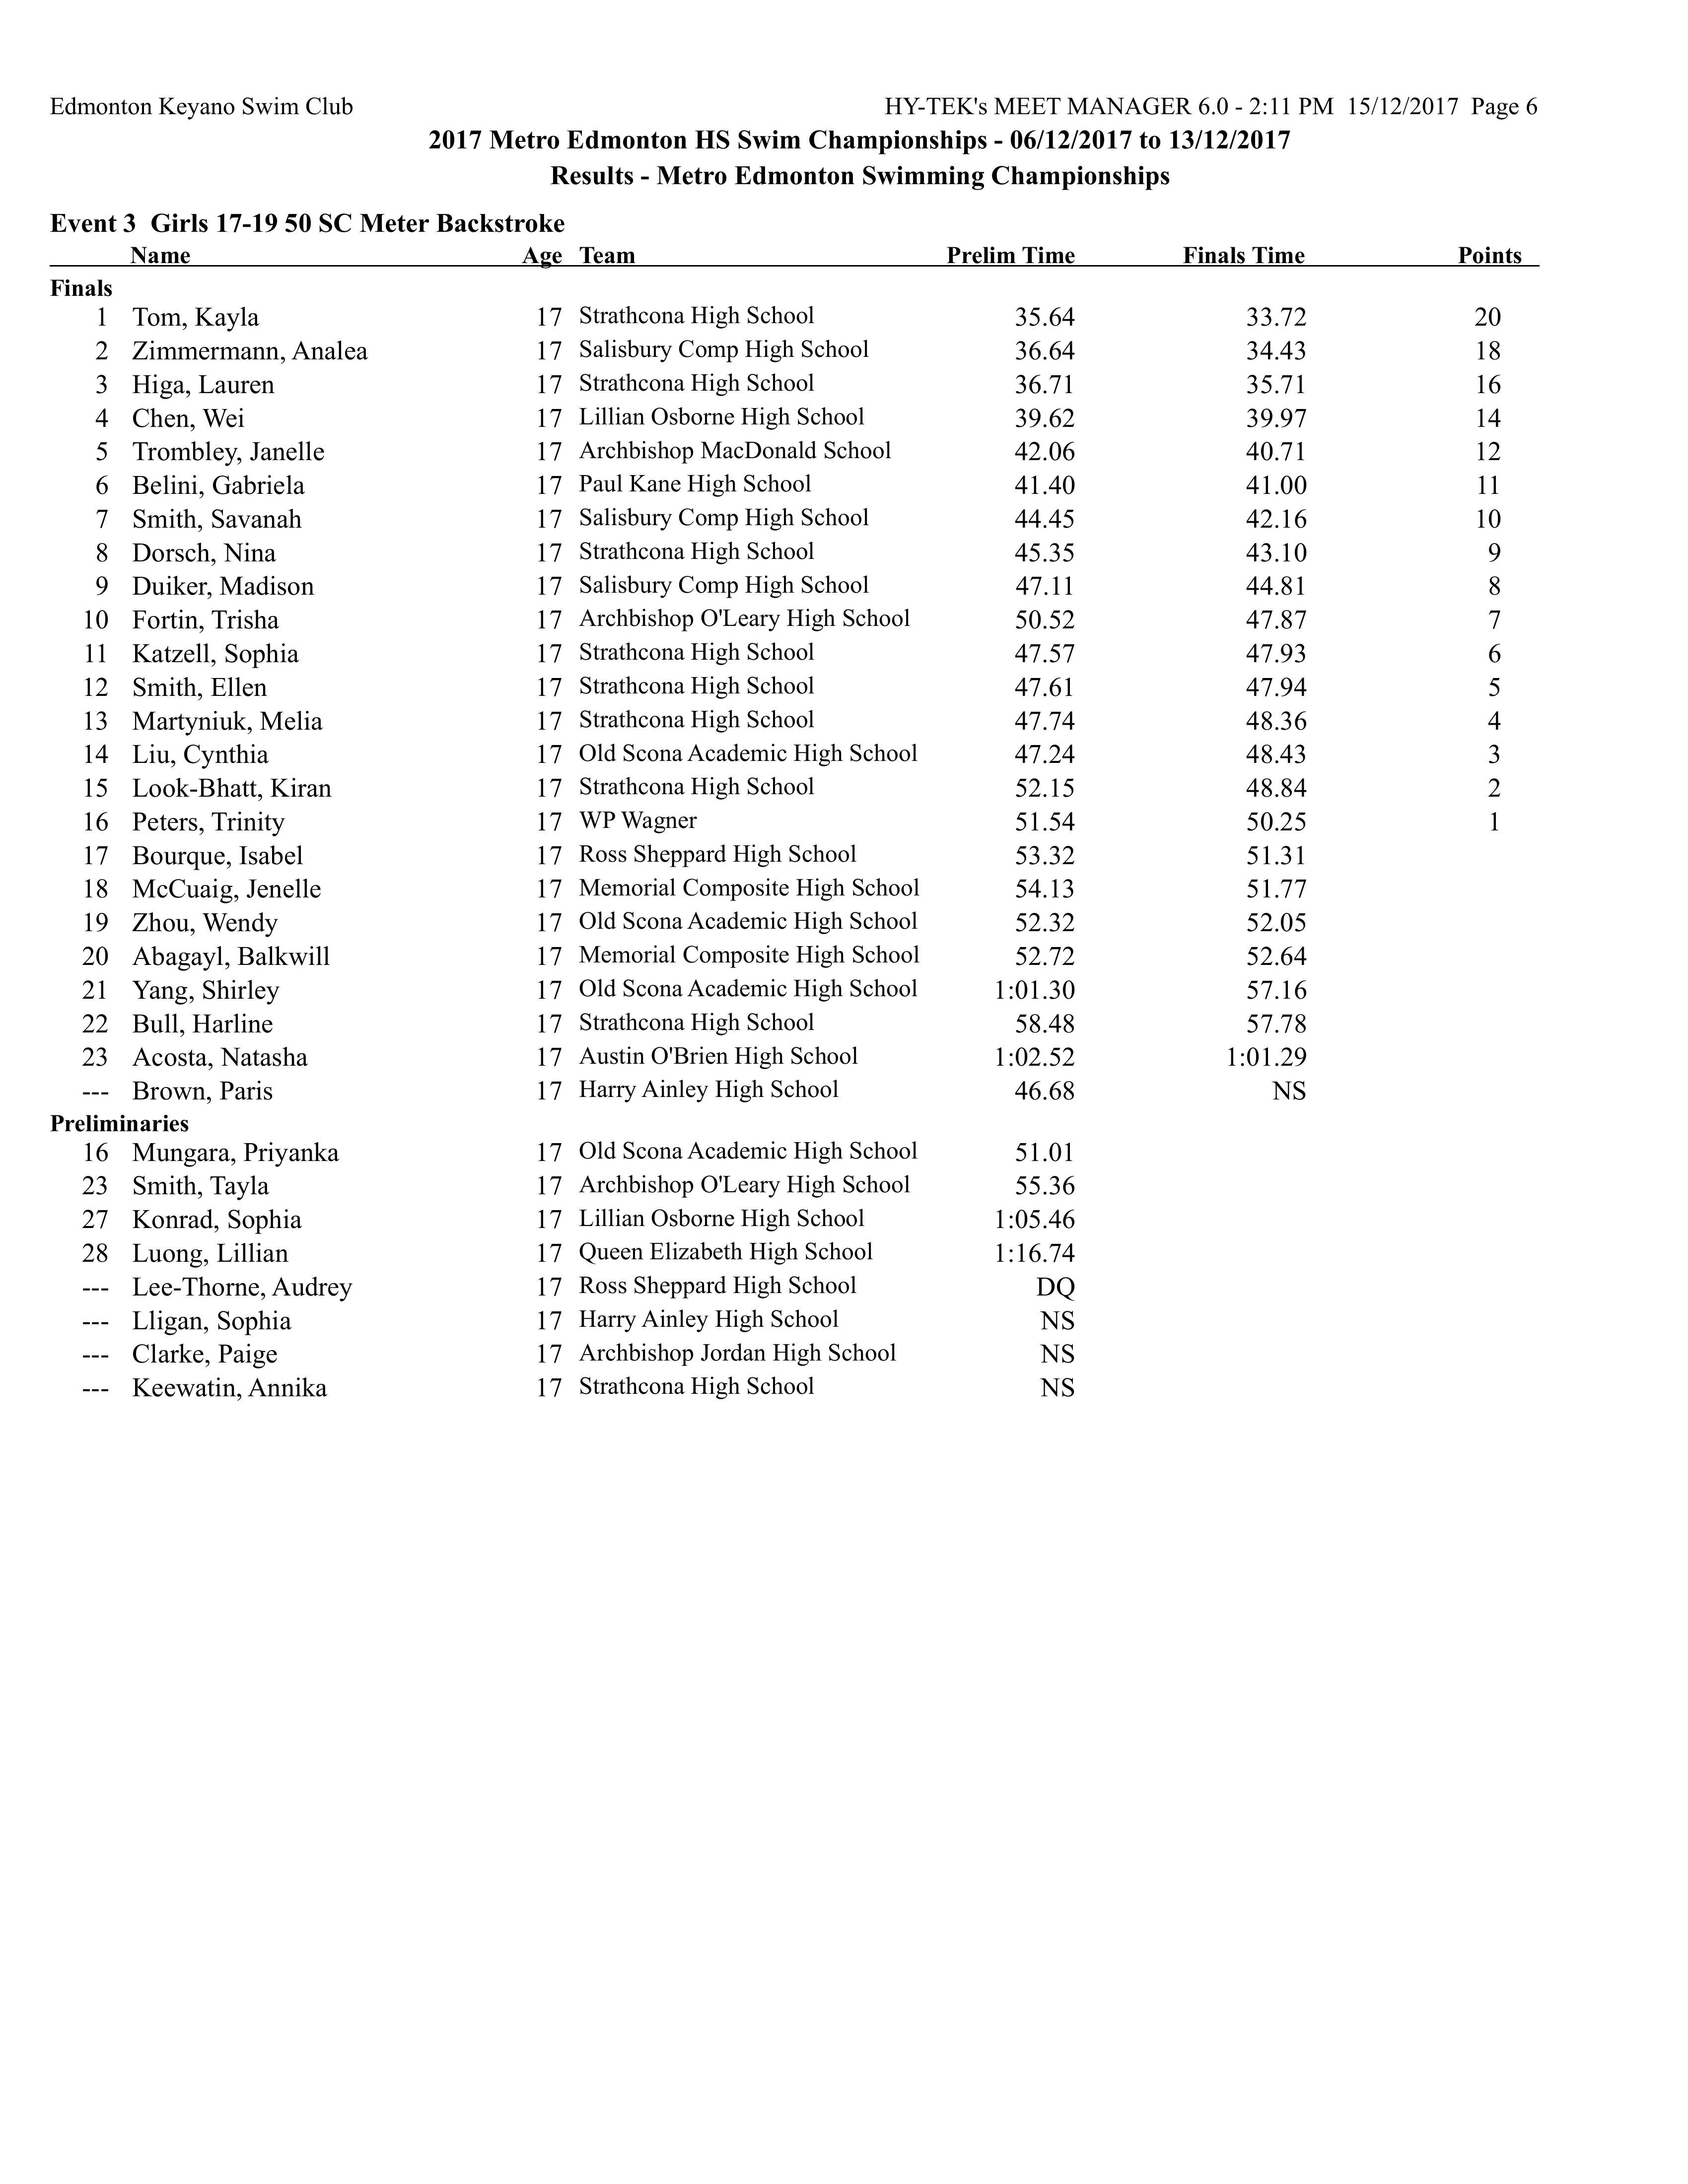 Edmonton Keyano Swim Club HY-TEK's MEET MANAGER 6.0 - 2:11 PM 15/12/2017 Page 6
2017 Metro Edmonton HS Swim Championships - 06/12/2017 to 13/12/2017
Results - Metro Edmonton Swimming Championships
Event 3 Girls 17-19 50 SC Meter Backstroke
Name Age Team Prelim Time Finals Time Points
Finals
1 Tom, Kayla 17 Strathcona High School 35.64 33.72 20
2 Zimmermann, Analea 17 Salisbury Comp High School 36.64 34.43 18
3 Higa, Lauren 17 Strathcona High School 36.71 35.71 16
4 Chen, Wei 17 Lillian Osborne High School 39.62 39.97 14
5 Trombley, Janelle 17 Archbishop MacDonald School 42.06 40.71 12
6 Belini, Gabriela 17 Paul Kane High School 41.40 41.00 11
7 Smith, Savanah 17 Salisbury Comp High School 44.45 42.16 10
8 Dorsch, Nina 17 Strathcona High School 45.35 43.10 9
9 Duiker, Madison 17 Salisbury Comp High School 47.11 44.81 8
10 Fortin, Trisha 17 Archbishop O'Leary High School 50.52 47.87 7
11 Katzell, Sophia 17 Strathcona High School 47.57 47.93 6
12 Smith, Ellen 17 Strathcona High School 47.61 47.94 5
13 Martyniuk, Melia 17 Strathcona High School 47.74 48.36 4
14 Liu, Cynthia 17 Old Scona Academic High School 47.24 48.43 3
15 Look-Bhatt, Kiran 17 Strathcona High School 52.15 48.84 2
16 Peters, Trinity 17 WP Wagner 51.54 50.25 1
17 Bourque, Isabel 17 Ross Sheppard High School 53.32 51.31
18 McCuaig, Jenelle 17 Memorial Composite High School 54.13 51.77
19 Zhou, Wendy 17 Old Scona Academic High School 52.32 52.05
20 Abagayl, Balkwill 17 Memorial Composite High School 52.72 52.64
21 Yang, Shirley 17 Old Scona Academic High School 1:01.30 57.16
22 Bull, Harline 17 Strathcona High School 58.48 57.78
23 Acosta, Natasha 17 Austin O'Brien High School 1:02.52 1:01.29
--- Brown, Paris 17 Harry Ainley High School 46.68 NS
Preliminaries
16 Mungara, Priyanka 17 Old Scona Academic High School 51.01
23 Smith, Tayla 17 Archbishop O'Leary High School 55.36
27 Konrad, Sophia 17 Lillian Osborne High School 1:05.46
28 Luong, Lillian 17 Queen Elizabeth High School 1:16.74
--- Lee-Thorne, Audrey 17 Ross Sheppard High School DQ
--- Lligan, Sophia 17 Harry Ainley High School NS
--- Clarke, Paige 17 Archbishop Jordan High School NS
--- Keewatin, Annika 17 Strathcona High School NS